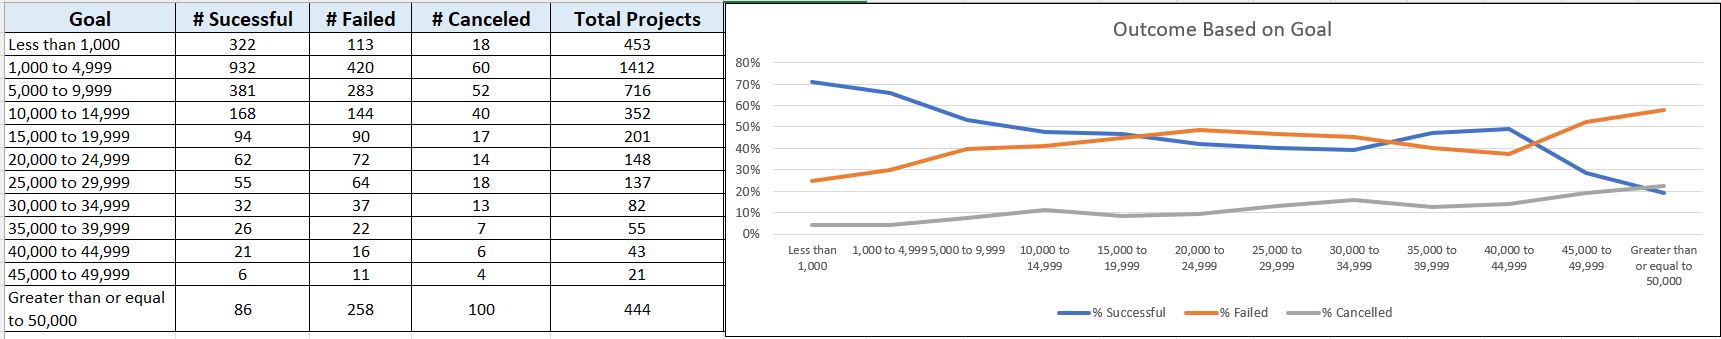 Goal # Sucessful # Failed # Canceled Total Projects
Less than 1,000 322 113 18 453
1,000 to 4,999 932 420 60 1412
5,000 to 9,999 381 283 52 716
10,000 to 14,999 168 144 40 352
15,000 to 19,999 94 90 17 201
20,000 to 24,999 62 72 14 148
25,000 to 29,999 55 64 18 137
30,000 to 34,999 32 37 13 82
35,000 to 39,999 26 22 7 55
40,000 to 44,999 21 16 6 43
45,000 to 49,999 6 11 4 21
Greater than or equal
to 50,000 86 258 100 444
Outcome Based on Goal
80%
70%
60%
50%
40%
30%
20%
10%
0%
Less than 1,000 to 4,999 5,000 to 9,999 10,000 to 15,000 to 20,000 to 25,000 to 30,000 to 35,000 to 40,000 to 45,000 to Greater than
1,000 14,999 19,999 24,999 29,999 34,999 39,999 44,999 49,999 or equal to
50,000
% Successful % Failed % Cancelled